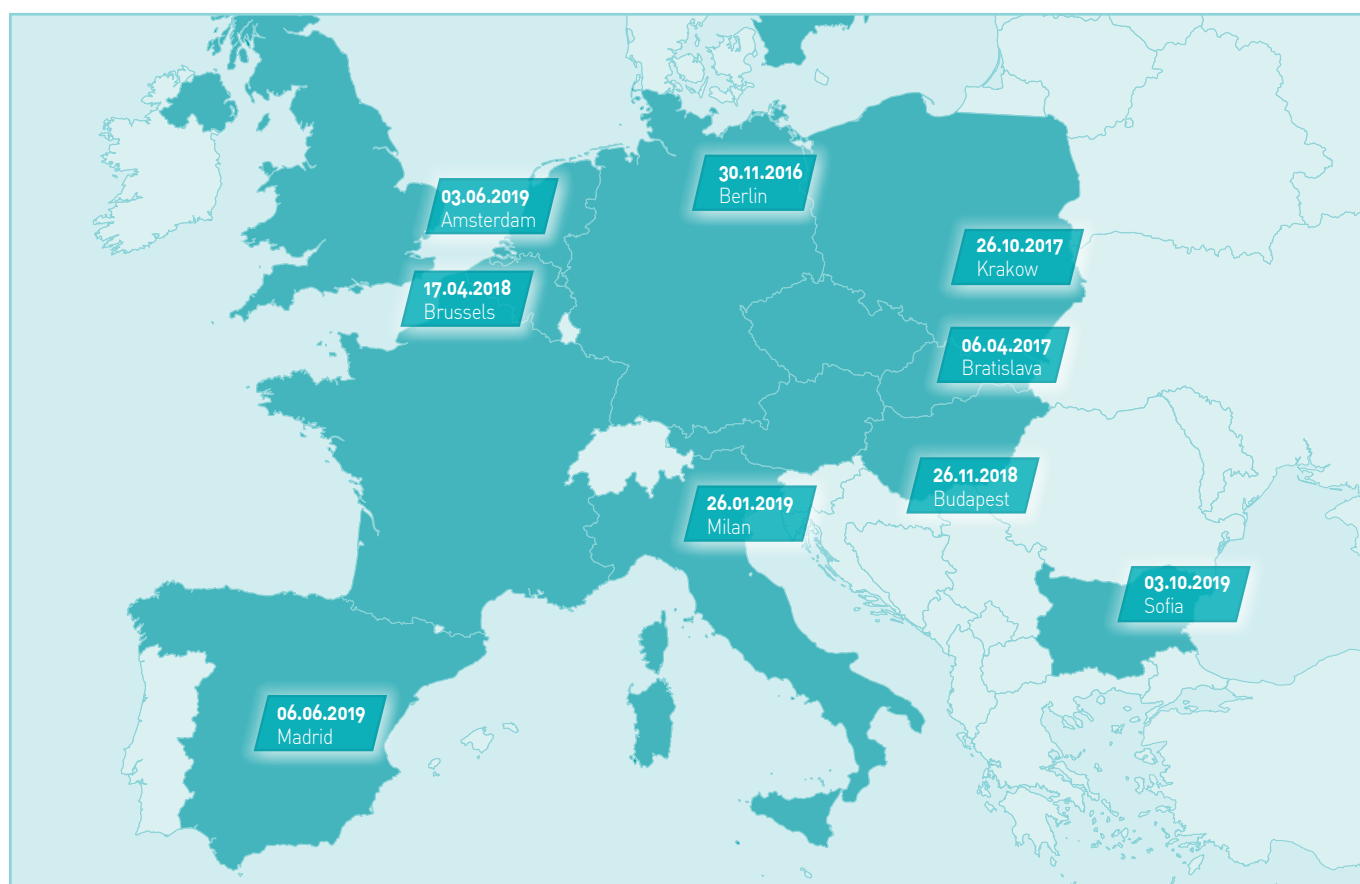 30.11.2016
Berlin
03.06.2019
Amsterdam
26.10.2017
Krakow
17.04.2018
Brussels
06.04.2017
Bratislava
26.11.2018
Budapest
26.01.2019
Milan
03.10.2019
Sofia
06.06.2019
Madrid